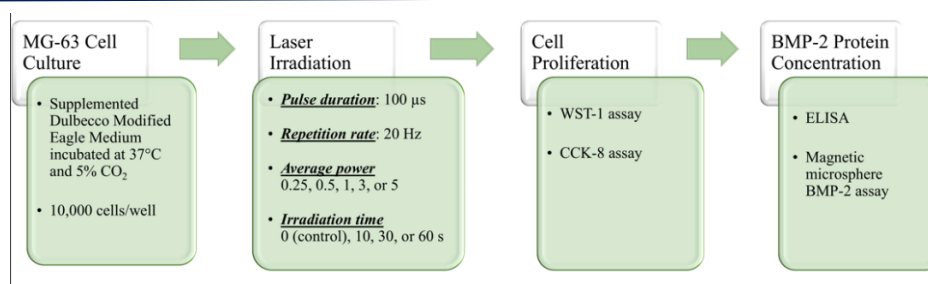 MG-63 Cell
Culture
• Supplemented
Dulbecco Modified
Eagle Medium
incubated at 37°C
and 5% CO₂
• 10,000 cells/well
Laser
Irradiation
• Pulse duration: 100 µs
• Repetition rate: 20 Hz
• Average power
0.25, 0.5, 1, 3, or 5
• Irradiation time
0 (control), 10, 30, or 60 s
Cell
Proliferation
• WST-1 assay
• CCK-8 assay
BMP-2 Protein
Concentration
• ELISA
• Magnetic
microsphere
BMP-2 assay